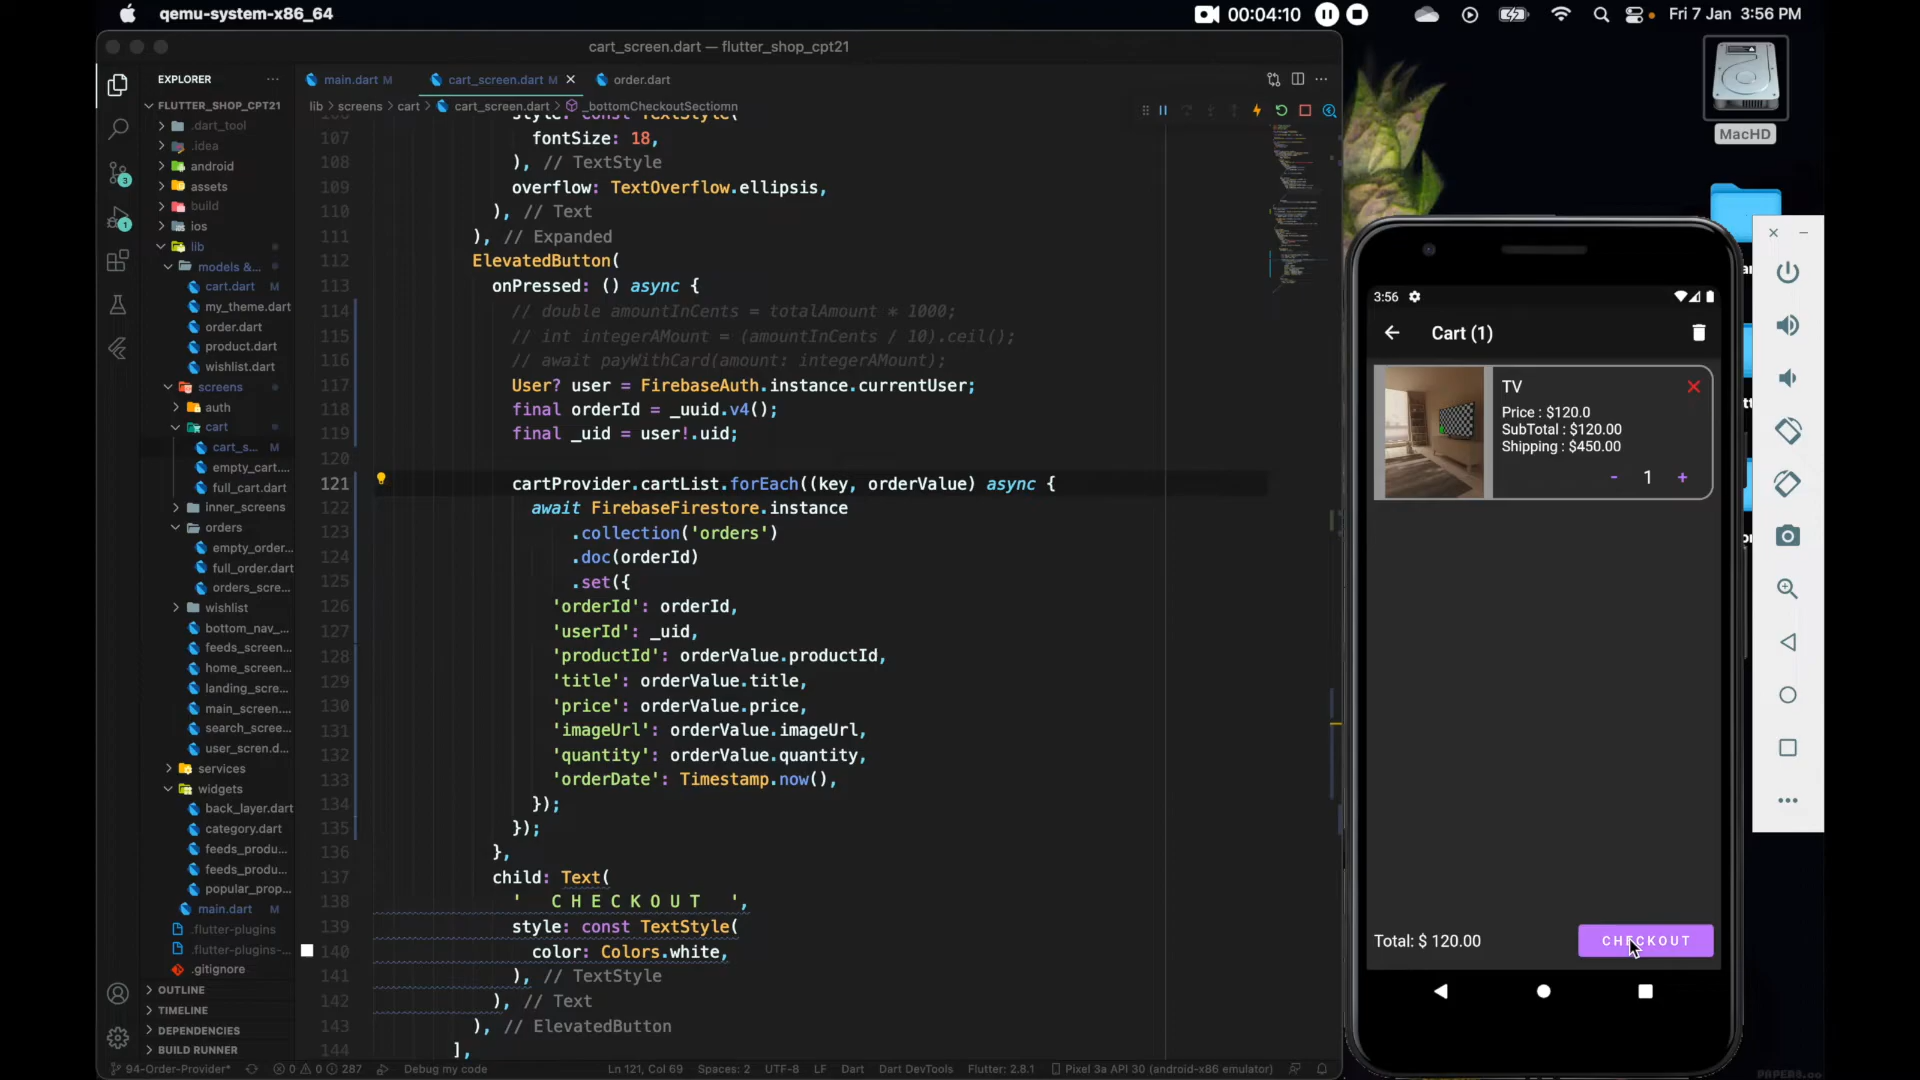 qemu-system-x86_64
00:04:10
Fri 7 Jan 3:56 PM
cart_screen.dart — flutter_shop_cpt21
EXPLORER
main.dart M
cart_screen.dart M
order.dart
FLUTTER_SHOP_CPT21
lib > screens > cart > cart_screen.dart > _bottomCheckoutSectiomn
.dart_tool
.idea
android
assets
build
ios
lib
models &...
cart.dart M
my_theme.dart
order.dart
product.dart
wishlist.dart
screens
auth
cart
cart_s... M
empty_cart....
full_cart.dart
inner_screens
orders
empty_order...
full_order.dart
orders_scre...
wishlist
bottom_nav_...
feeds_screen...
home_screen...
landing_scre...
main_screen....
search_scree...
user_scren.d...
services
widgets
back_layer.dart
category.dart
feeds_produ...
feeds_produ...
popular_prop...
main.dart M
.flutter-plugins
.flutter-plugins-...
.gitignore
OUTLINE
TIMELINE
DEPENDENCIES
BUILD RUNNER
3
1
106 style: const TextStyle(
107 fontSize: 18,
108 ), // TextStyle
109 overflow: TextOverflow.ellipsis,
110 ), // Text
111 ), // Expanded
112 ElevatedButton(
113 onPressed: () async {
114 // double amountInCents = totalAmount * 1000;
115 // int integerAMount = (amountInCents / 10).ceil();
116 // await payWithCard(amount: integerAMount);
117 User? user = FirebaseAuth.instance.currentUser;
118 final orderId = _uuid.v4();
119 final _uid = user!.uid;
120
121 cartProvider.cartList.forEach((key, orderValue) async {
122 await FirebaseFirestore.instance
123 .collection('orders')
124 .doc(orderId)
125 .set({
126 'orderId': orderId,
127 'userId': _uid,
128 'productId': orderValue.productId,
129 'title': orderValue.title,
130 'price': orderValue.price,
131 'imageUrl': orderValue.imageUrl,
132 'quantity': orderValue.quantity,
133 'orderDate': Timestamp.now(),
134 });
135 });
136 },
137 child: Text(
138 '   C H E C K O U T   ',
139 style: const TextStyle(
140 color: Colors.white,
141 ), // TextStyle
142 ), // Text
143 ), // ElevatedButton
144 ],
94-Order-Provider* 0 0 287 Debug my code Ln 121, Col 69 Spaces: 2 UTF-8 LF Dart Dart DevTools Flutter: 2.8.1 Pixel 3a API 30 (android-x86 emulator)
MacHD
3:56
Cart (1)
TV
Price : $120.0
SubTotal : $120.00
Shipping : $450.00
- 1 +
Total: $ 120.00
C H E C K O U T
PAPERS.co